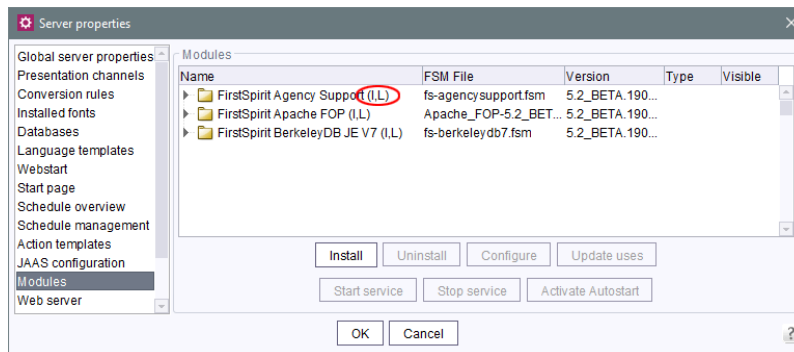 Server properties
Global server properties
Presentation channels
Conversion rules
Installed fonts
Databases
Language templates
Webstart
Start page
Schedule overview
Schedule management
Action templates
JAAS configuration
Modules
Web server
Modules
Name FSM File Version Type Visible
FirstSpirit Agency Support (I,L) fs-agencysupport.fsm 5.2_BETA.190...
FirstSpirit Apache FOP (I,L) Apache_FOP-5.2_BET... 5.2_BETA.190...
FirstSpirit BerkeleyDB JE V7 (I,L) fs-berkeleydb7.fsm 5.2_BETA.190...
Install Uninstall Configure Update uses
Start service Stop service Activate Autostart
OK Cancel
?